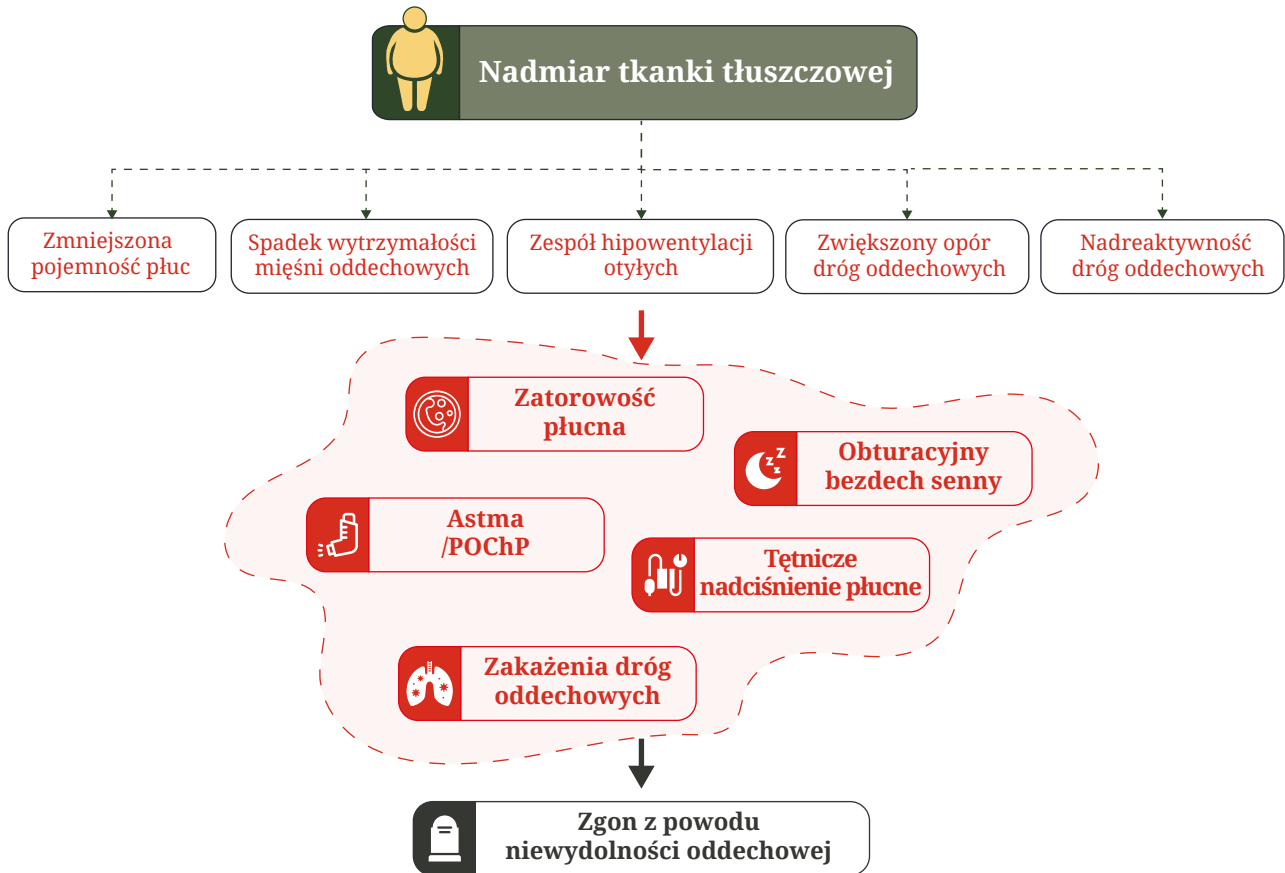 Nadmiar tkanki tłuszczowej
Zmniejszona
pojemność płuc
Spadek wytrzymałości
mięśni oddechowych
Zespół hipowentylacji
otyłych
Zwiększony opór
dróg oddechowych
Nadreaktywność
dróg oddechowych
Zatorowość
płucna
z z z
Obturacyjny
bezdech senny
Astma
/POChP
Tętnicze
nadciśnienie płucne
Zakażenia dróg
oddechowych
Zgon z powodu
niewydolności oddechowej